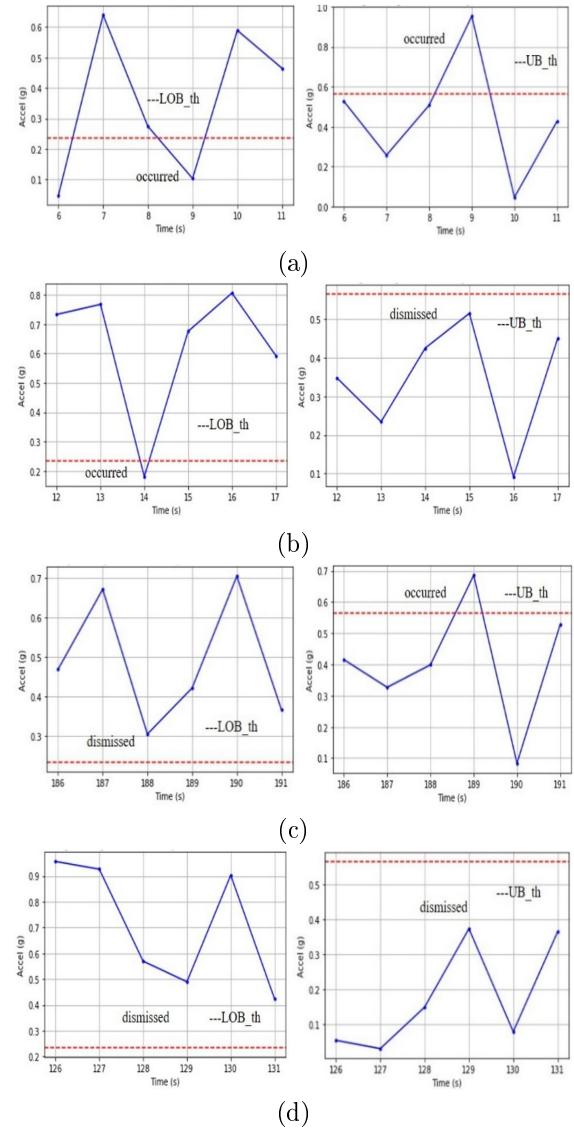 0.6
0.5
0.4
0.3
0.2
0.1
Accel (g)
---LOB_th
occurred
6 7 8 9 10 11
Time (s)
1.0
0.8
0.6
0.4
0.2
0.0
Accel (g)
occurred
---UB_th
6 7 8 9 10 11
Time (s)
(a)
0.8
0.7
0.6
0.5
0.4
0.3
0.2
Accel (g)
---LOB_th
occurred
12 13 14 15 16 17
Time (s)
0.5
0.4
0.3
0.2
0.1
Accel (g)
dismissed
---UB_th
12 13 14 15 16 17
Time (s)
(b)
0.7
0.6
0.5
0.4
0.3
Accel (g)
dismissed
---LOB_th
186 187 188 189 190 191
Time (s)
0.7
0.6
0.5
0.4
0.3
0.2
0.1
Accel (g)
occurred
---UB_th
186 187 188 189 190 191
Time (s)
(c)
0.9
0.8
0.7
0.6
0.5
0.4
0.3
0.2
Accel (g)
dismissed
---LOB_th
126 127 128 129 130 131
Time (s)
0.5
0.4
0.3
0.2
0.1
Accel (g)
dismissed
---UB_th
126 127 128 129 130 131
Time (s)
(d)